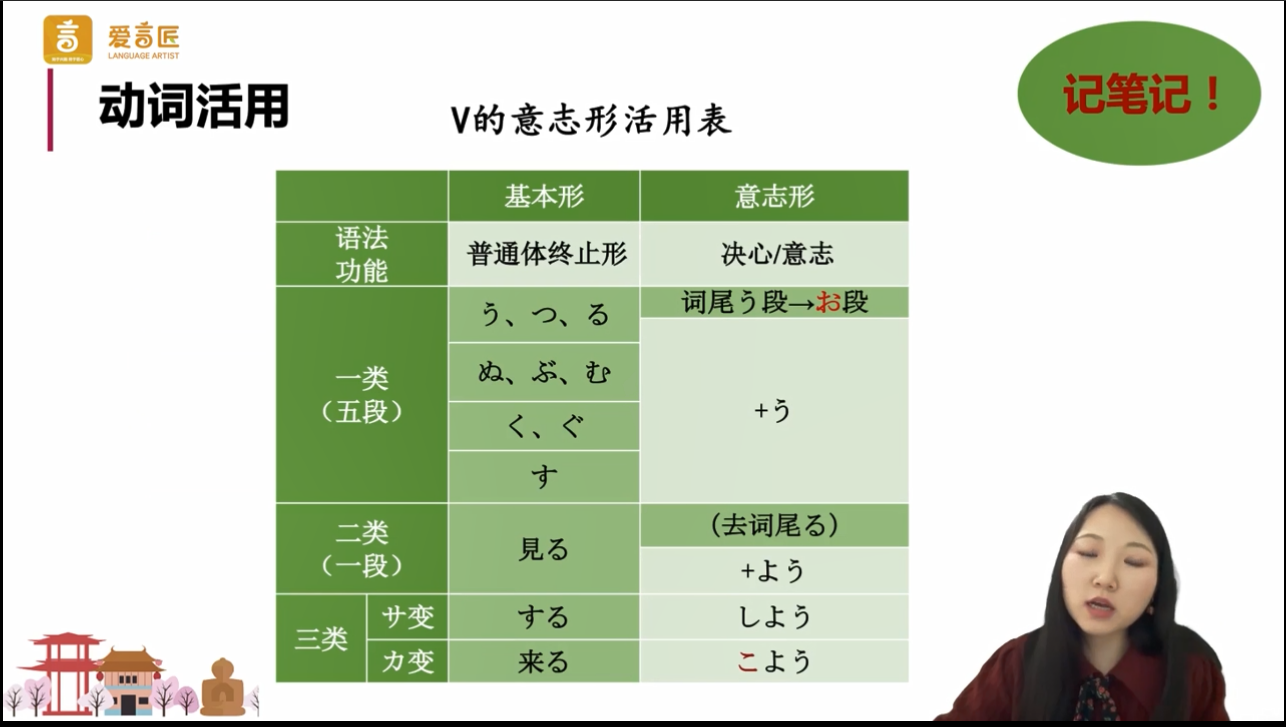 爱言匠
LANGUAGE ARTIST
动词活用
V的意志形活用表
记笔记！
基本形
意志形
语法
功能
普通体终止形
决心/意志
一类
（五段）
う、つ、る
词尾う段→お段
ぬ、ぶ、む
+う
く、ぐ
す
二类
（一段）
見る
（去词尾る）
+よう
三类
サ变
する
しよう
カ变
来る
こよう